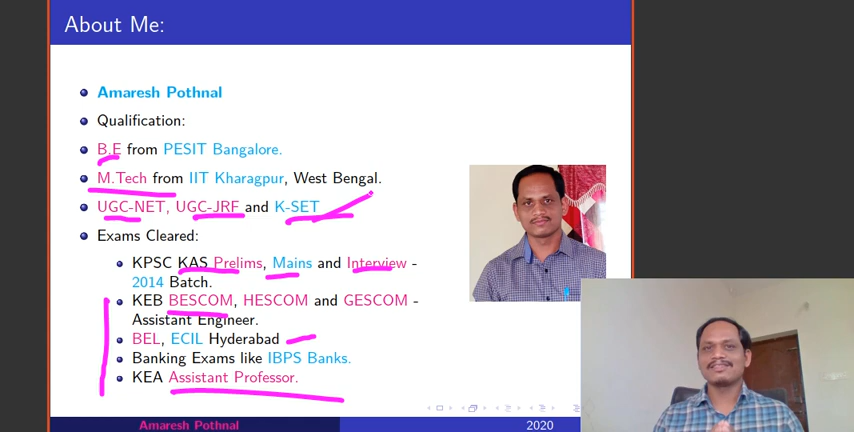 About Me:
Amaresh Pothnal
Qualification:
B.E from PESIT Bangalore.
M.Tech from IIT Kharagpur, West Bengal.
UGC-NET, UGC-JRF and K-SET
Exams Cleared:
KPSC KAS Prelims, Mains and Interview -
2014 Batch.
KEB BESCOM, HESCOM and GESCOM -
Assistant Engineer.
BEL, ECIL Hyderabad
Banking Exams like IBPS Banks.
KEA Assistant Professor.
Amaresh Pothnal 2020